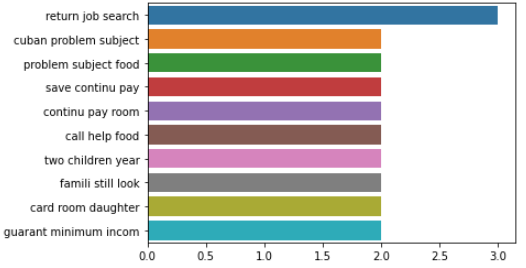 return job search
cuban problem subject
problem subject food
save continu pay
continu pay room
call help food
two children year
famili still look
card room daughter
guarant minimum incom
0.0 0.5 1.0 1.5 2.0 2.5 3.0